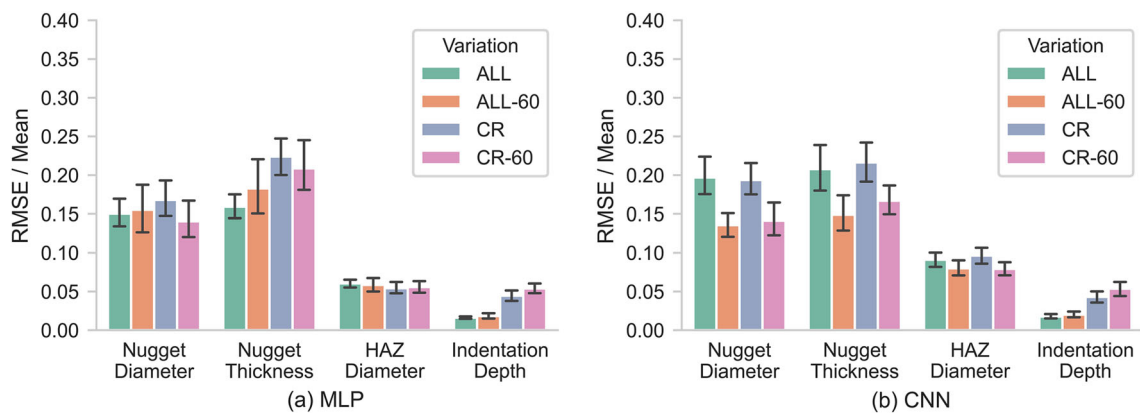 0.40
0.35
0.30
0.25
0.20
0.15
0.10
0.05
0.00
RMSE / Mean
Variation
ALL
ALL-60
CR
CR-60
Nugget Diameter
Nugget Thickness
HAZ Diameter
Indentation Depth
(a) MLP
0.40
0.35
0.30
0.25
0.20
0.15
0.10
0.05
0.00
RMSE / Mean
Variation
ALL
ALL-60
CR
CR-60
Nugget Diameter
Nugget Thickness
HAZ Diameter
Indentation Depth
(b) CNN